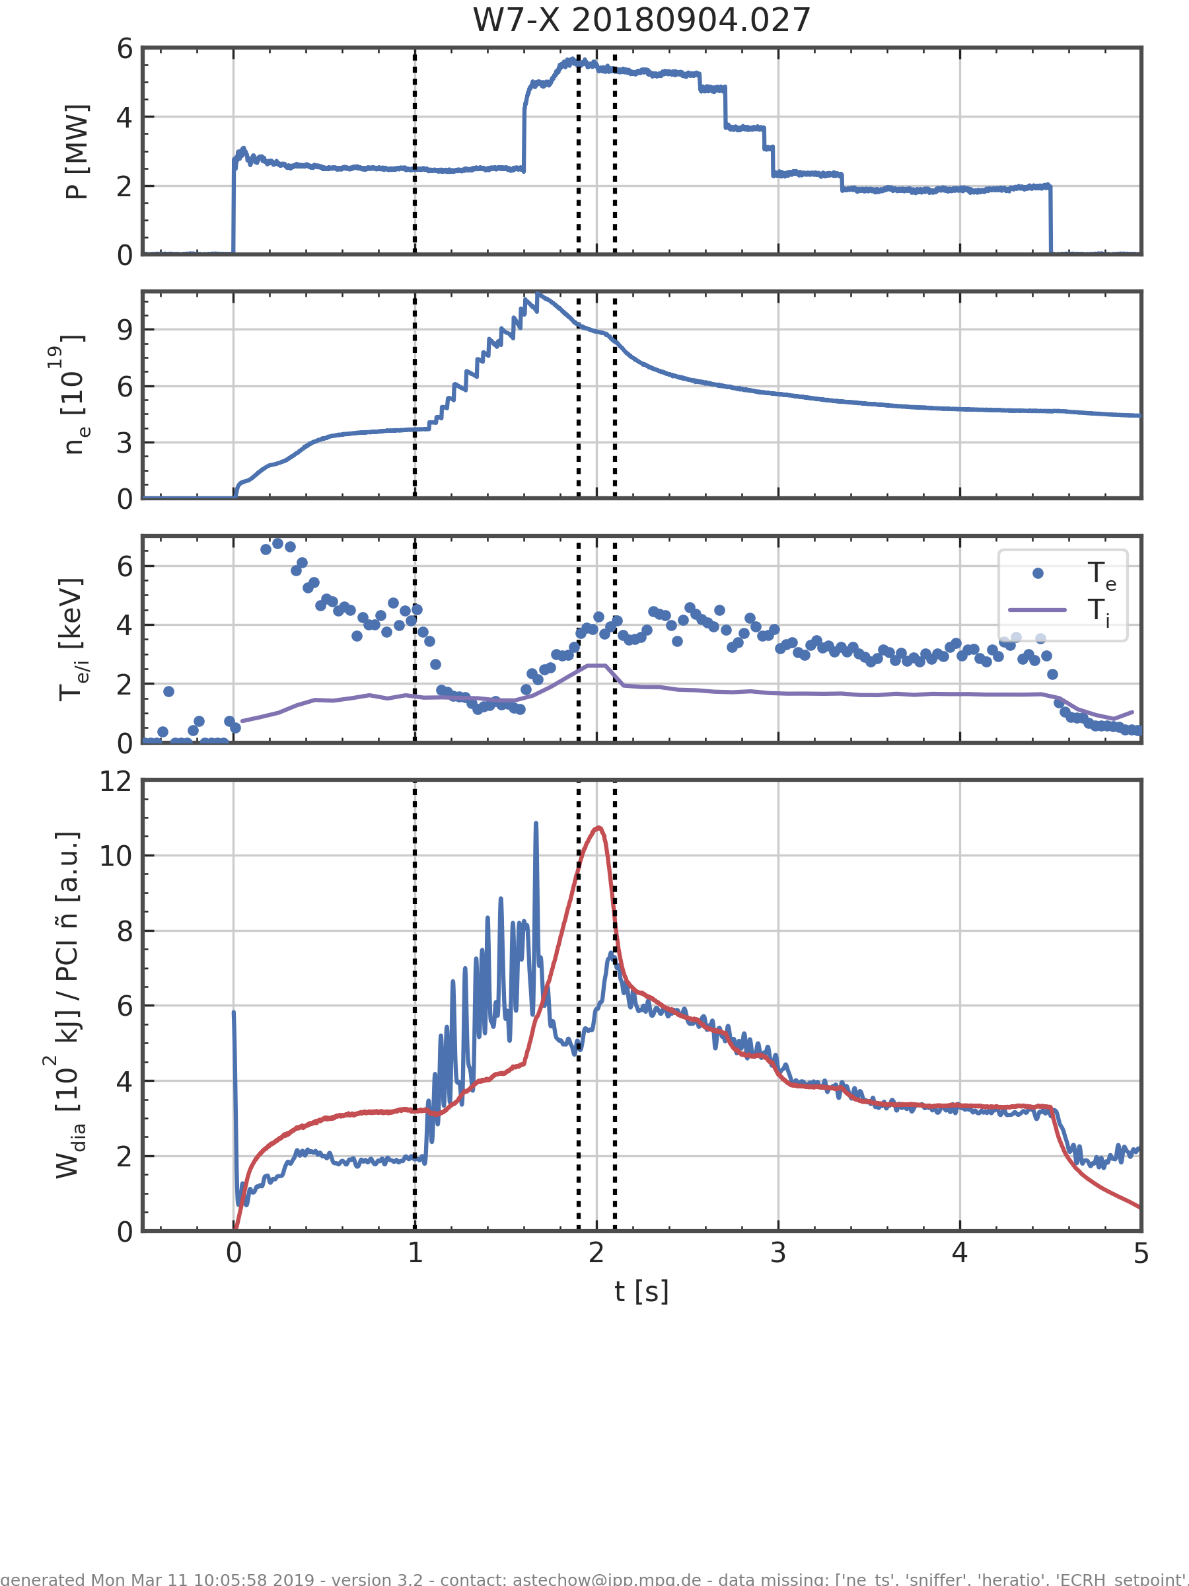 W7-X 20180904.027
6
4
2
0
P [MW]
9
6
3
0
n_e [10^19]
6
4
2
0
T_e/i [keV]
T_e
T_i
12
10
8
6
4
2
0
W_dia [10^2 kJ] / PCI ñ [a.u.]
0 1 2 3 4 5
t [s]
generated Mon Mar 11 10:05:58 2019 - version 3.2 - contact: astechow@ipp.mpg.de - data missing: ['ne_ts', 'sniffer', 'heratio', 'ECRH_setpoint',